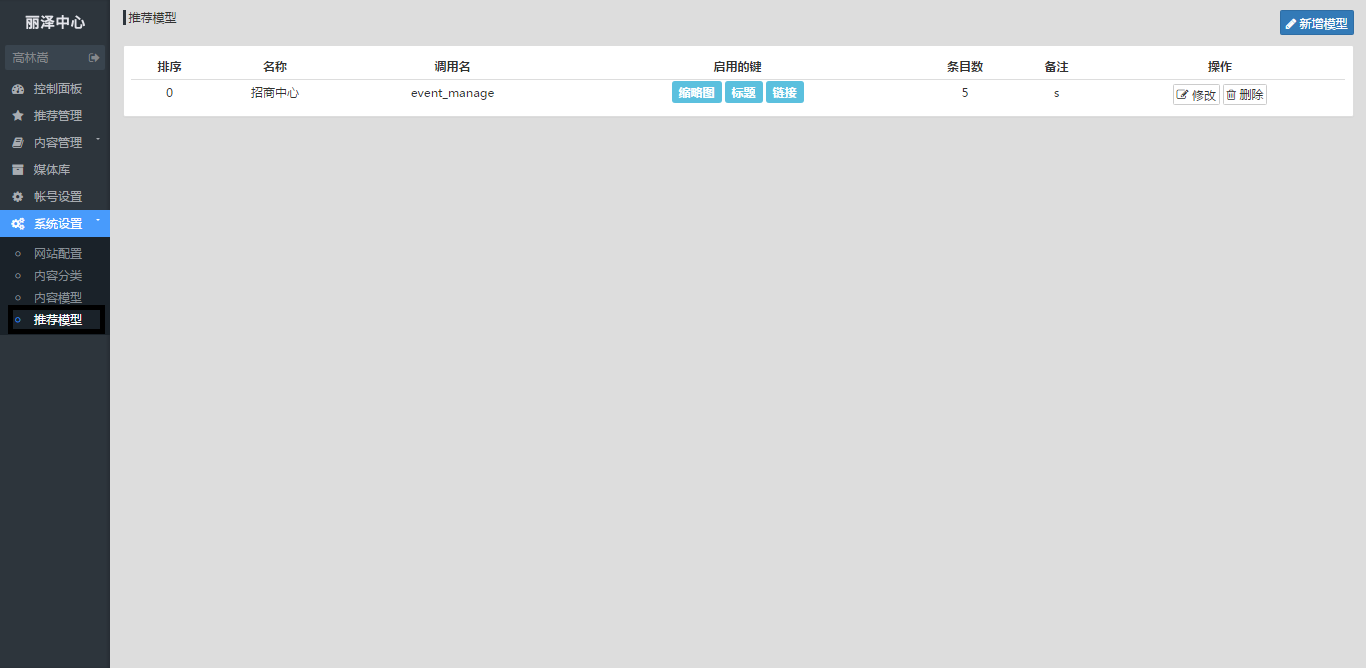 丽泽中心
高林嵩
控制面板
推荐管理
内容管理
媒体库
帐号设置
系统设置
网站配置
内容分类
内容模型
推荐模型
推荐模型
新增模型
排序 名称 调用名 启用的键 条目数 备注 操作
0 招商中心 event_manage 缩略图 标题 链接 5 s 修改 删除